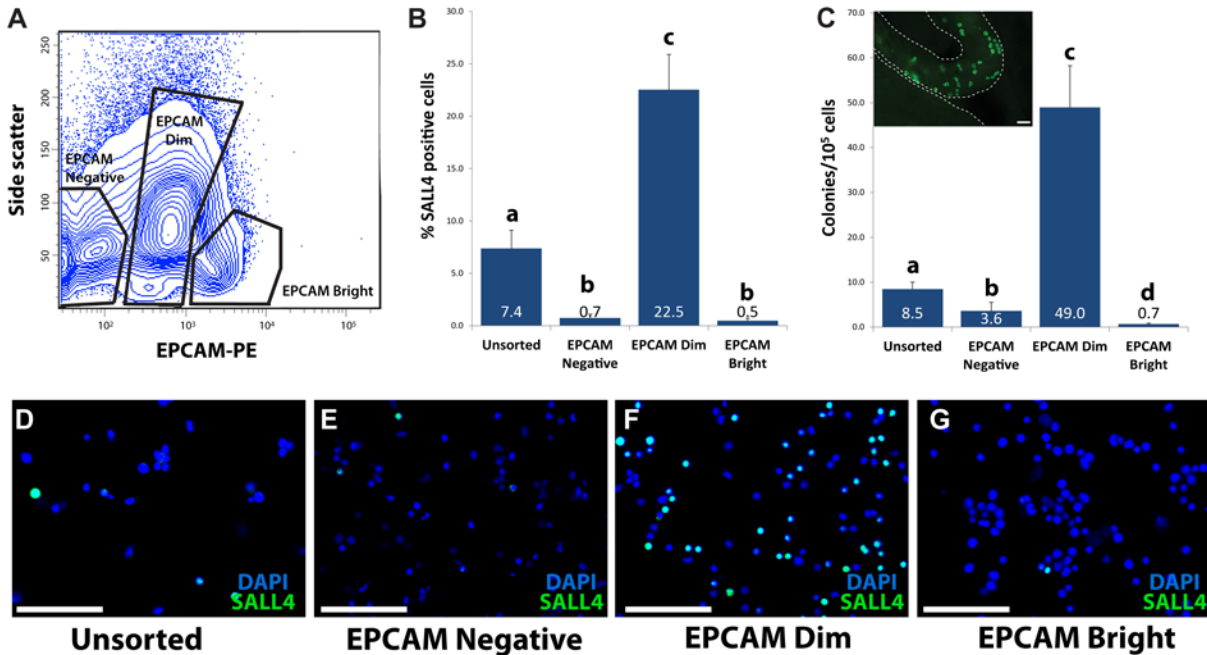 A
Side scatter
250
200
150
100
50
EPCAM
Negative
EPCAM
Dim
EPCAM Bright
10²
10³
10⁴
10⁵
EPCAM-PE
B
% SALL4 positive cells
30.0
25.0
20.0
15.0
10.0
5.0
0.0
a
b
c
b
7.4
0.7
22.5
0.5
Unsorted
EPCAM
Negative
EPCAM Dim
EPCAM
Bright
C
Colonies/10⁵ cells
70.0
60.0
50.0
40.0
30.0
20.0
10.0
0.0
a
b
c
d
8.5
3.6
49.0
0.7
Unsorted
EPCAM
Negative
EPCAM Dim
EPCAM
Bright
D
DAPI
SALL4
Unsorted
E
DAPI
SALL4
EPCAM Negative
F
DAPI
SALL4
EPCAM Dim
G
DAPI
SALL4
EPCAM Bright